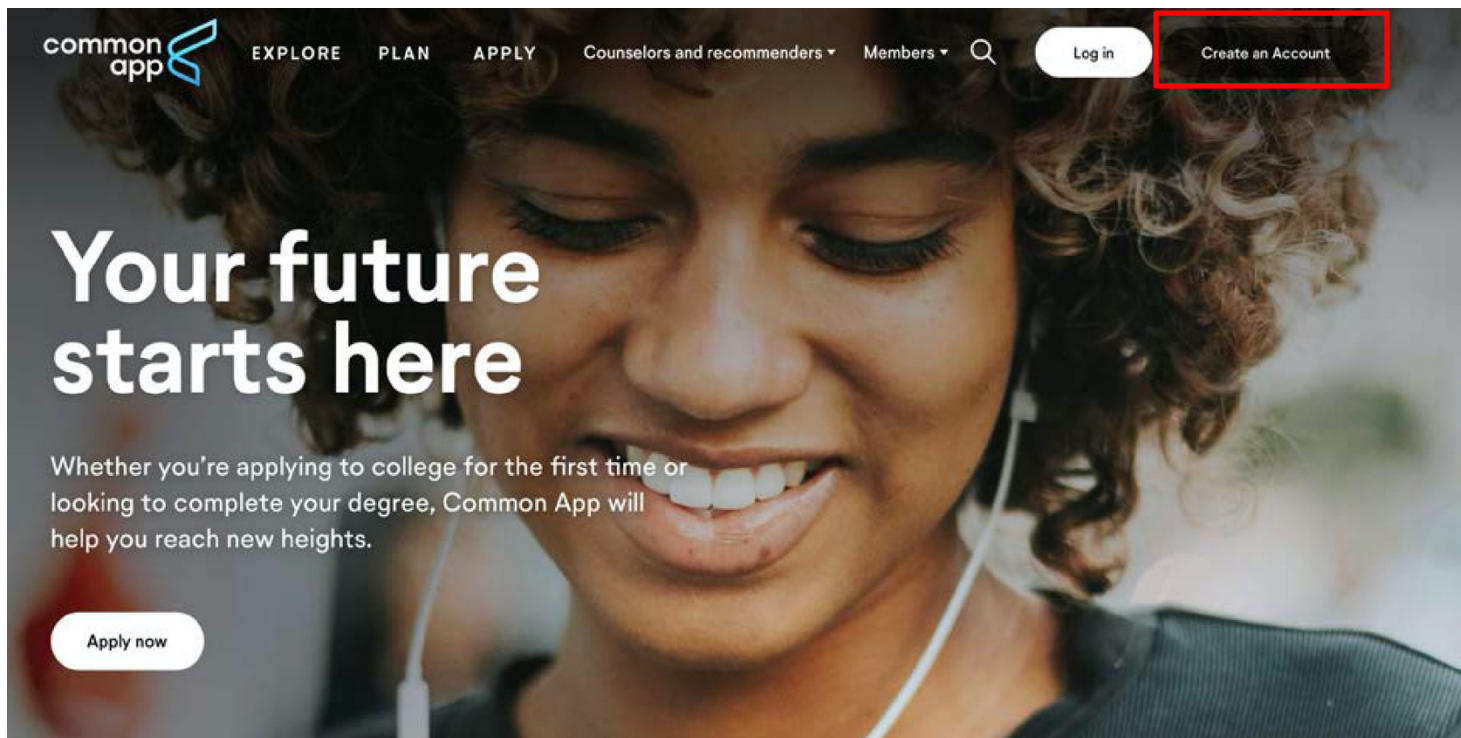 common
app
EXPLORE PLAN APPLY Counselors and recommenders Members Log in Create an Account
Your future
starts here
Whether you're applying to college for the first time or
looking to complete your degree, Common App will
help you reach new heights.
Apply now